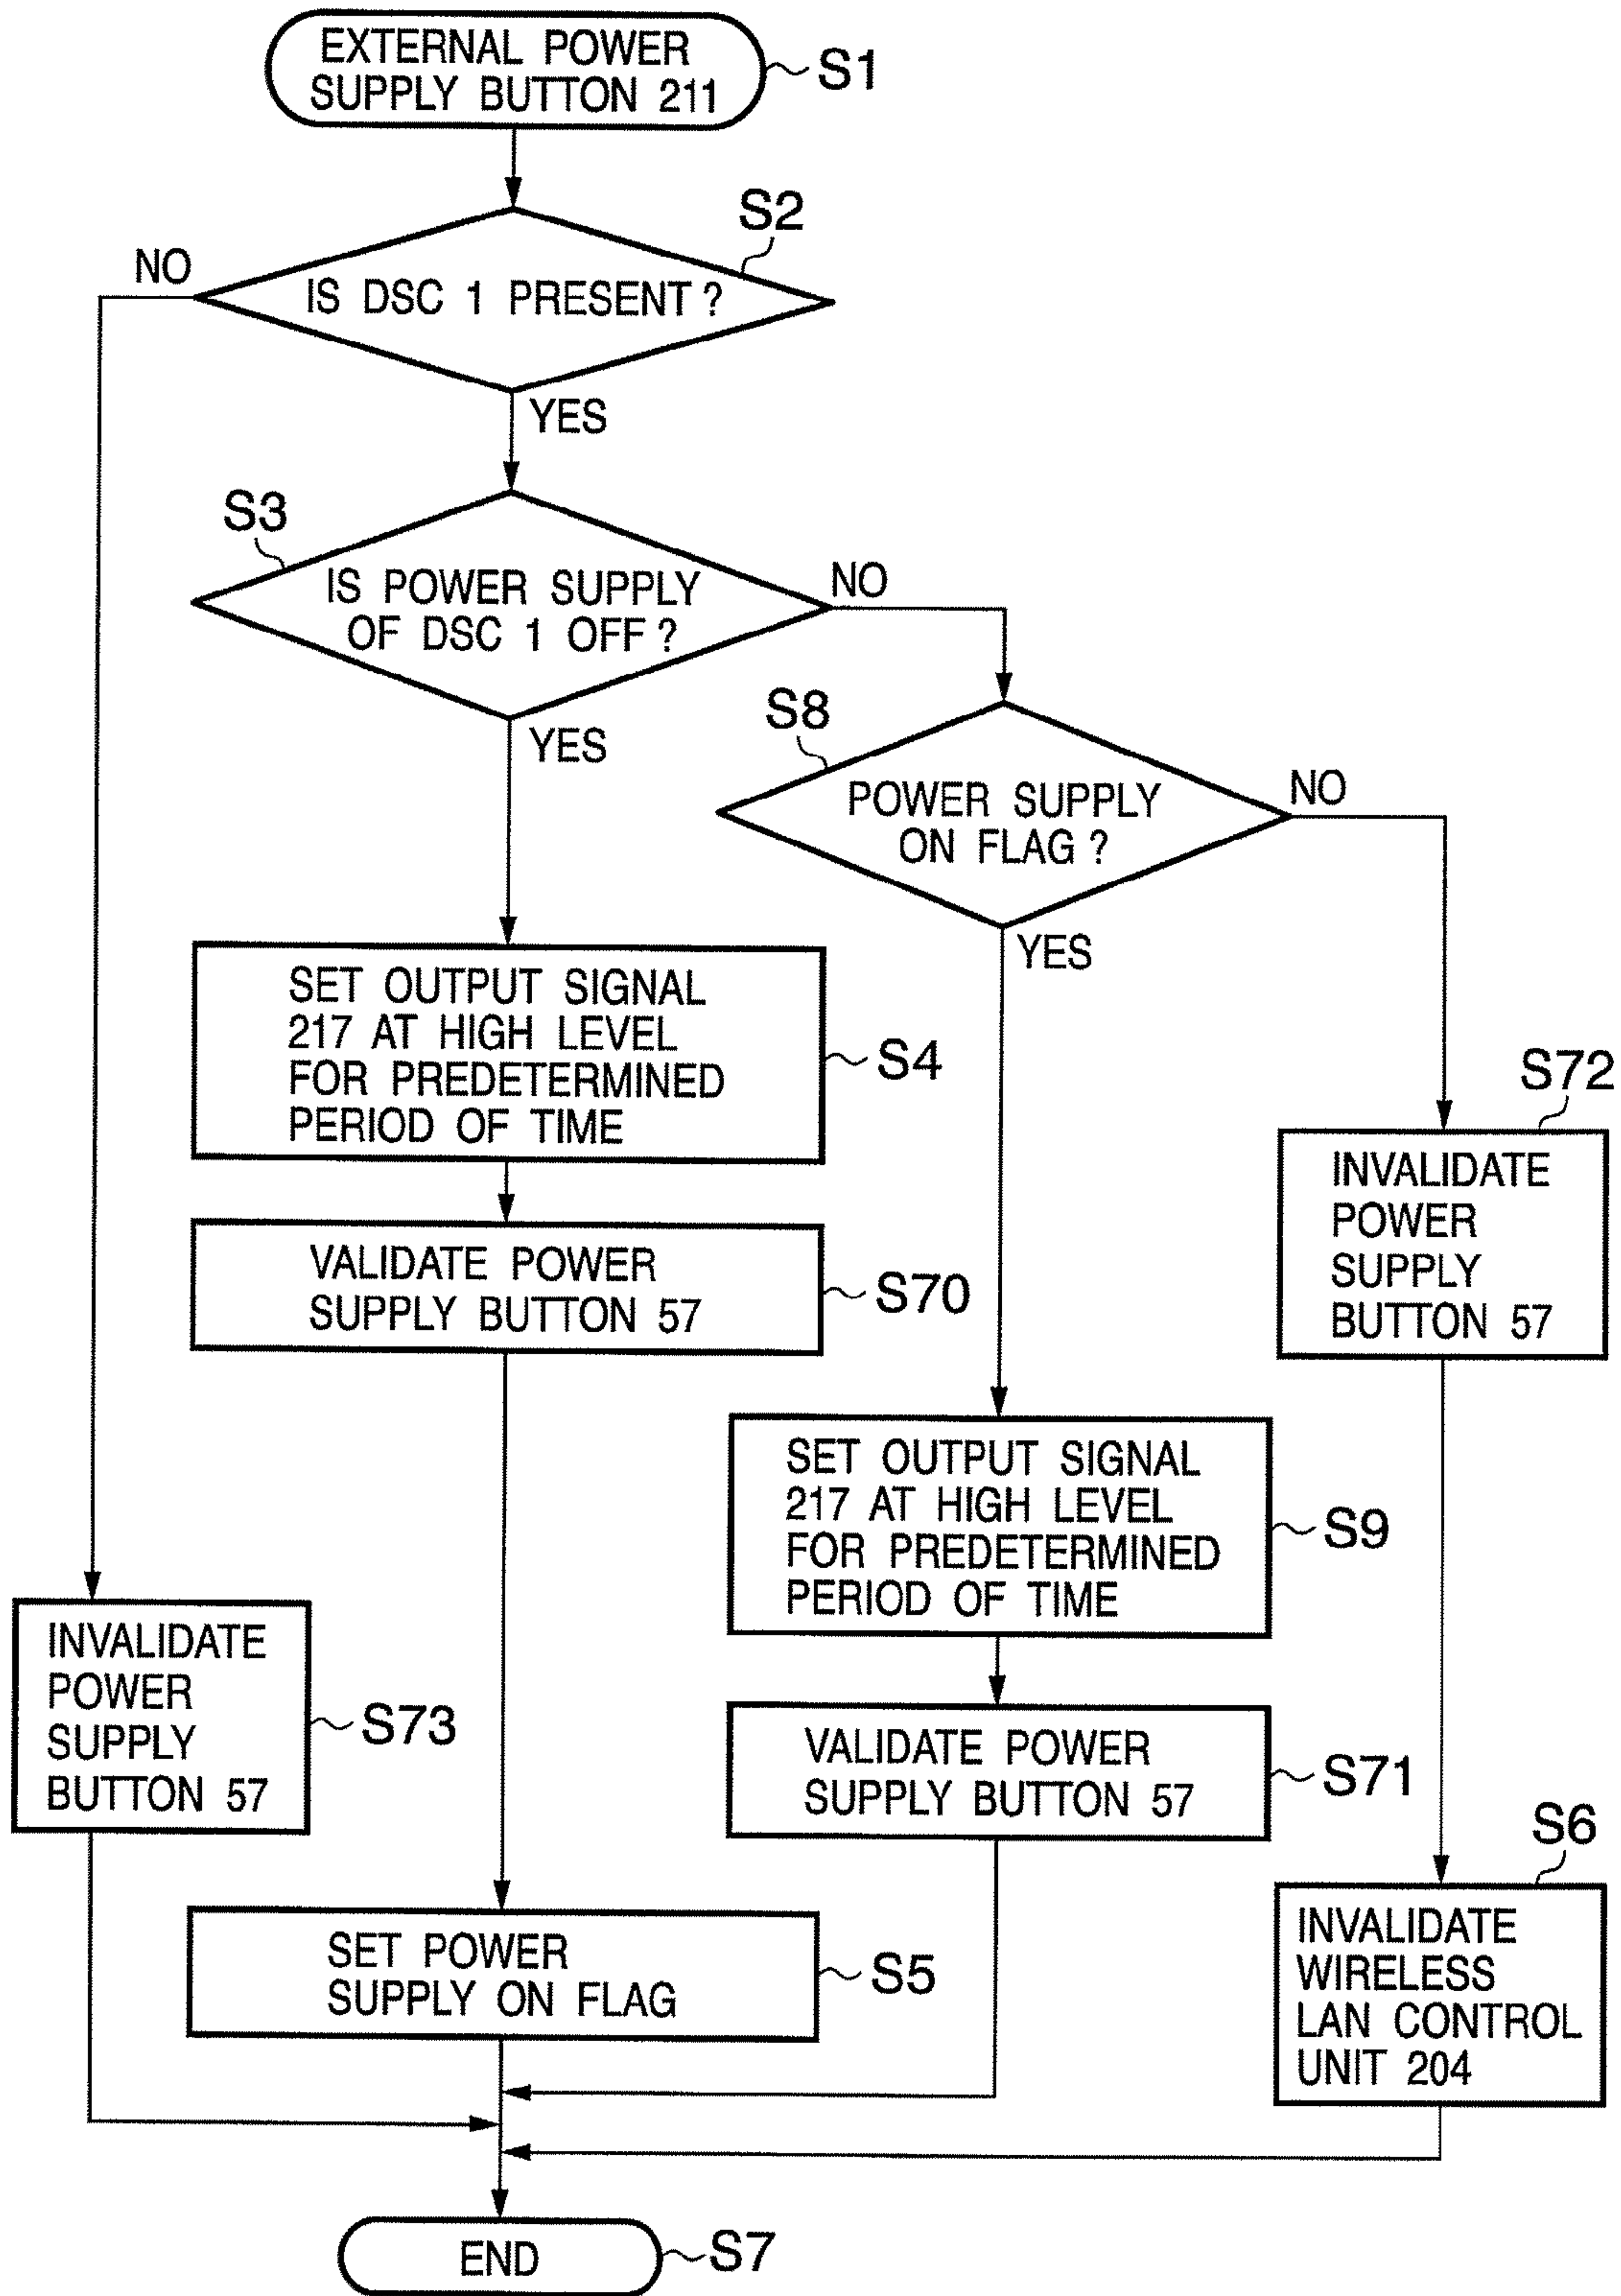 EXTERNAL POWER
SUPPLY BUTTON 211
S1
S2
NO
IS DSC 1 PRESENT?
YES
S3
IS POWER SUPPLY
OF DSC 1 OFF?
NO
YES
S8
POWER SUPPLY
ON FLAG?
NO
YES
SET OUTPUT SIGNAL
217 AT HIGH LEVEL
FOR PREDETERMINED
PERIOD OF TIME
S4
S72
INVALIDATE
POWER
SUPPLY
BUTTON 57
VALIDATE POWER
SUPPLY BUTTON 57
S70
SET OUTPUT SIGNAL
217 AT HIGH LEVEL
FOR PREDETERMINED
PERIOD OF TIME
S9
INVALIDATE
POWER
SUPPLY
BUTTON 57
S73
VALIDATE POWER
SUPPLY BUTTON 57
S71
S6
INVALIDATE
WIRELESS
LAN CONTROL
UNIT 204
SET POWER
SUPPLY ON FLAG
S5
END
S7